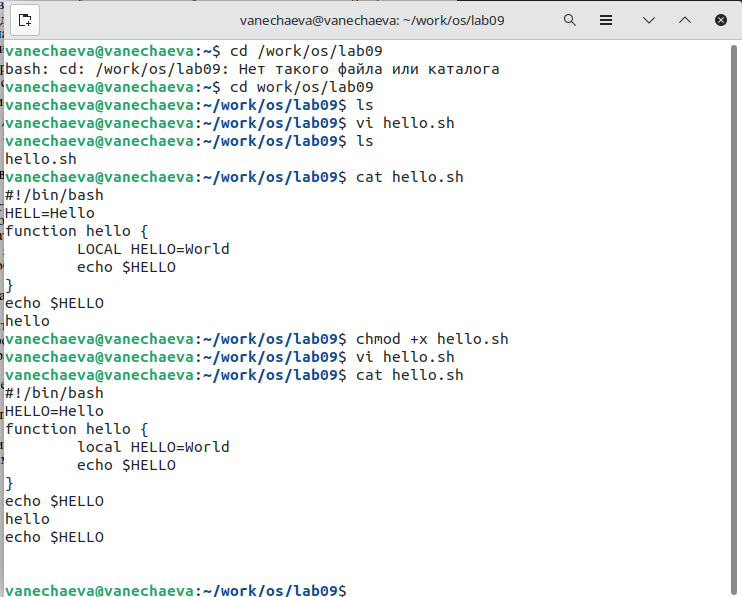 vanechaeva@vanechaeva: ~/work/os/lab09
vanechaeva@vanechaeva:~$ cd /work/os/lab09
bash: cd: /work/os/lab09: Нет такого файла или каталога
vanechaeva@vanechaeva:~$ cd work/os/lab09
vanechaeva@vanechaeva:~/work/os/lab09$ ls
vanechaeva@vanechaeva:~/work/os/lab09$ vi hello.sh
vanechaeva@vanechaeva:~/work/os/lab09$ ls
hello.sh
vanechaeva@vanechaeva:~/work/os/lab09$ cat hello.sh
#!/bin/bash
HELL=Hello
function hello {
        LOCAL HELLO=World
        echo $HELLO
}
echo $HELLO
hello
vanechaeva@vanechaeva:~/work/os/lab09$ chmod +x hello.sh
vanechaeva@vanechaeva:~/work/os/lab09$ vi hello.sh
vanechaeva@vanechaeva:~/work/os/lab09$ cat hello.sh
#!/bin/bash
HELLO=Hello
function hello {
        local HELLO=World
        echo $HELLO
}
echo $HELLO
hello
echo $HELLO
vanechaeva@vanechaeva:~/work/os/lab09$